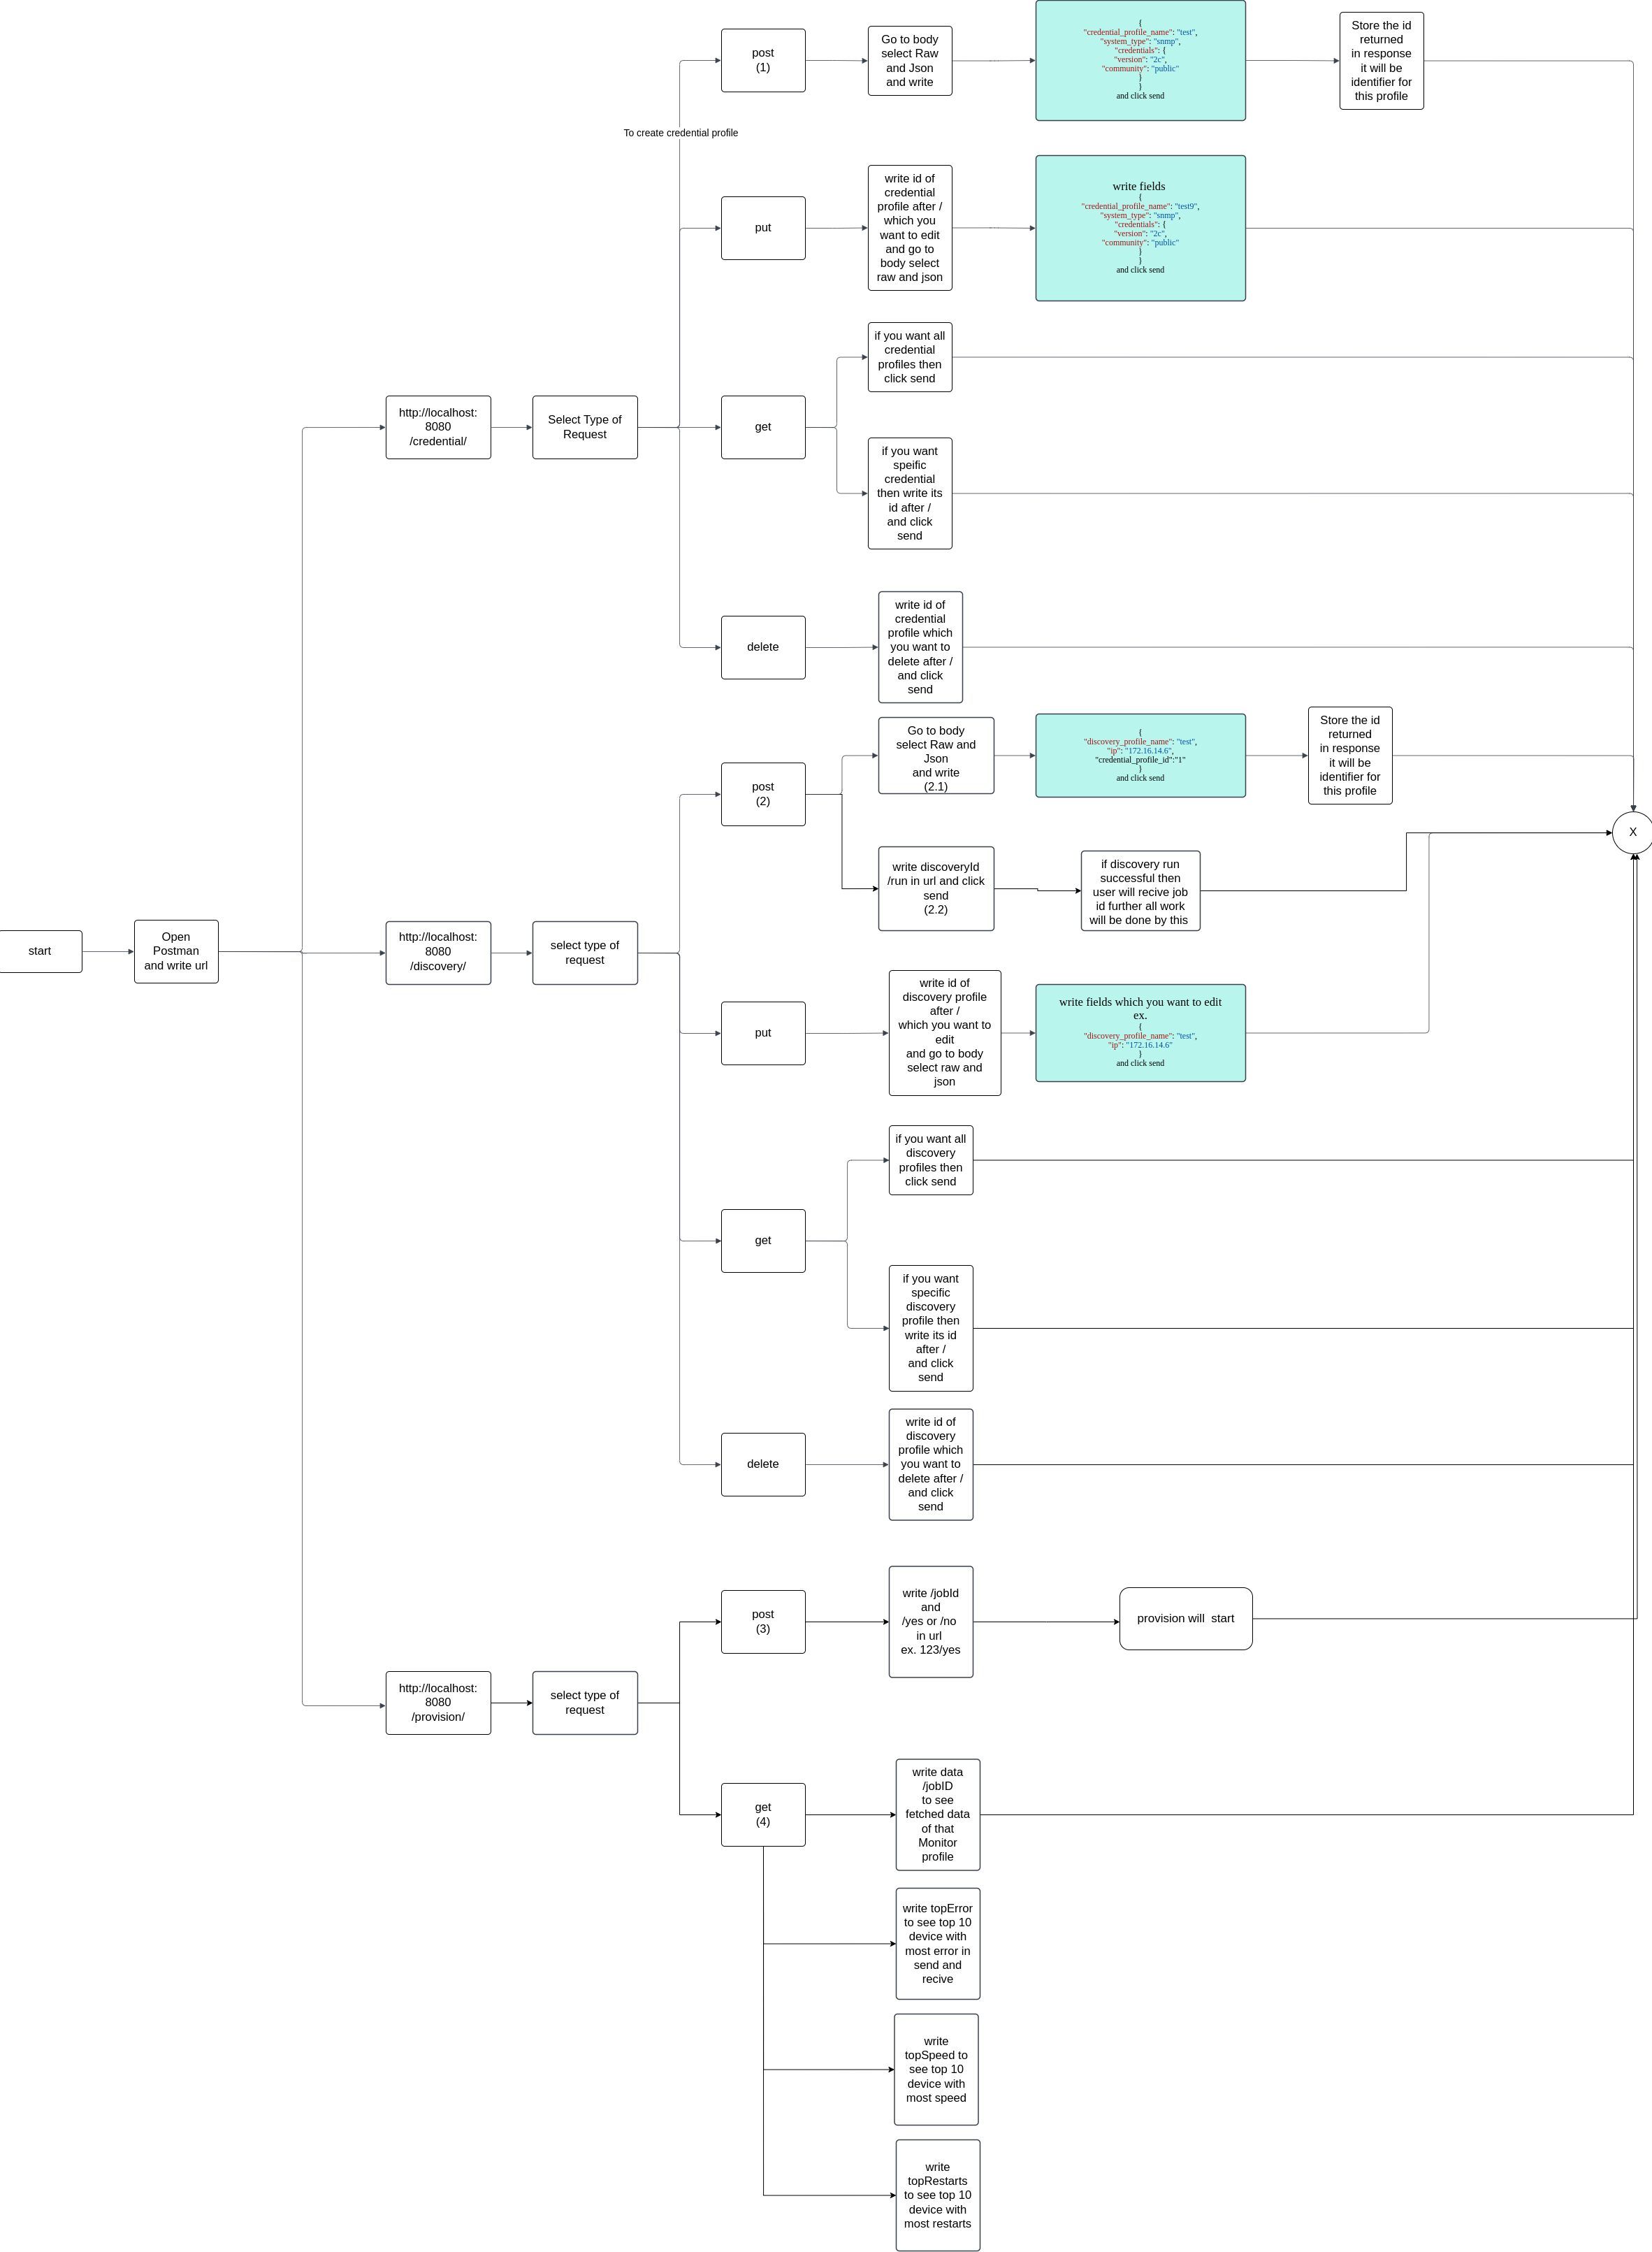 start
Open
Postman
and write url
http://localhost:
8080
/credential/
Select Type of
Request
To create credential profile
post
(1)
Go to body
select Raw
and Json
and write
{
"credential_profile_name": "test",
"system_type": "snmp",
"credentials": {
"version": "2c",
"community": "public"
}
}
and click send
Store the id
returned
in response
it will be
identifier for
this profile
put
write id of
credential
profile after /
which you
want to edit
and go to
body select
raw and json
write fields
{
"credential_profile_name": "test9",
"system_type": "snmp",
"credentials": {
"version": "2c",
"community": "public"
}
}
and click send
get
if you want all
credential
profiles then
click send
if you want
speific
credential
then write its
id after /
and click
send
delete
write id of
credential
profile which
you want to
delete after /
and click
send
http://localhost:
8080
/discovery/
select type of
request
post
(2)
Go to body
select Raw and
Json
and write
(2.1)
{
"discovery_profile_name": "test",
"ip": "172.16.14.6",
"credential_profile_id":"1"
}
and click send
Store the id
returned
in response
it will be
identifier for
this profile
write discoveryId
/run in url and click
send
(2.2)
if discovery run
successful then
user will recive job
id further all work
will be done by this
X
put
write id of
discovery profile
after /
which you want to
edit
and go to body
select raw and
json
write fields which you want to edit
ex.
{
"discovery_profile_name": "test",
"ip": "172.16.14.6"
}
and click send
get
if you want all
discovery
profiles then
click send
if you want
specific
discovery
profile then
write its id
after /
and click
send
delete
write id of
discovery
profile which
you want to
delete after /
and click
send
http://localhost:
8080
/provision/
select type of
request
post
(3)
write /jobId
and
/yes or /no
in url
ex. 123/yes
provision will start
get
(4)
write data
/jobID
to see
fetched data
of that
Monitor
profile
write topError
to see top 10
device with
most error in
send and
recive
write
topSpeed to
see top 10
device with
most speed
write
topRestarts
to see top 10
device with
most restarts